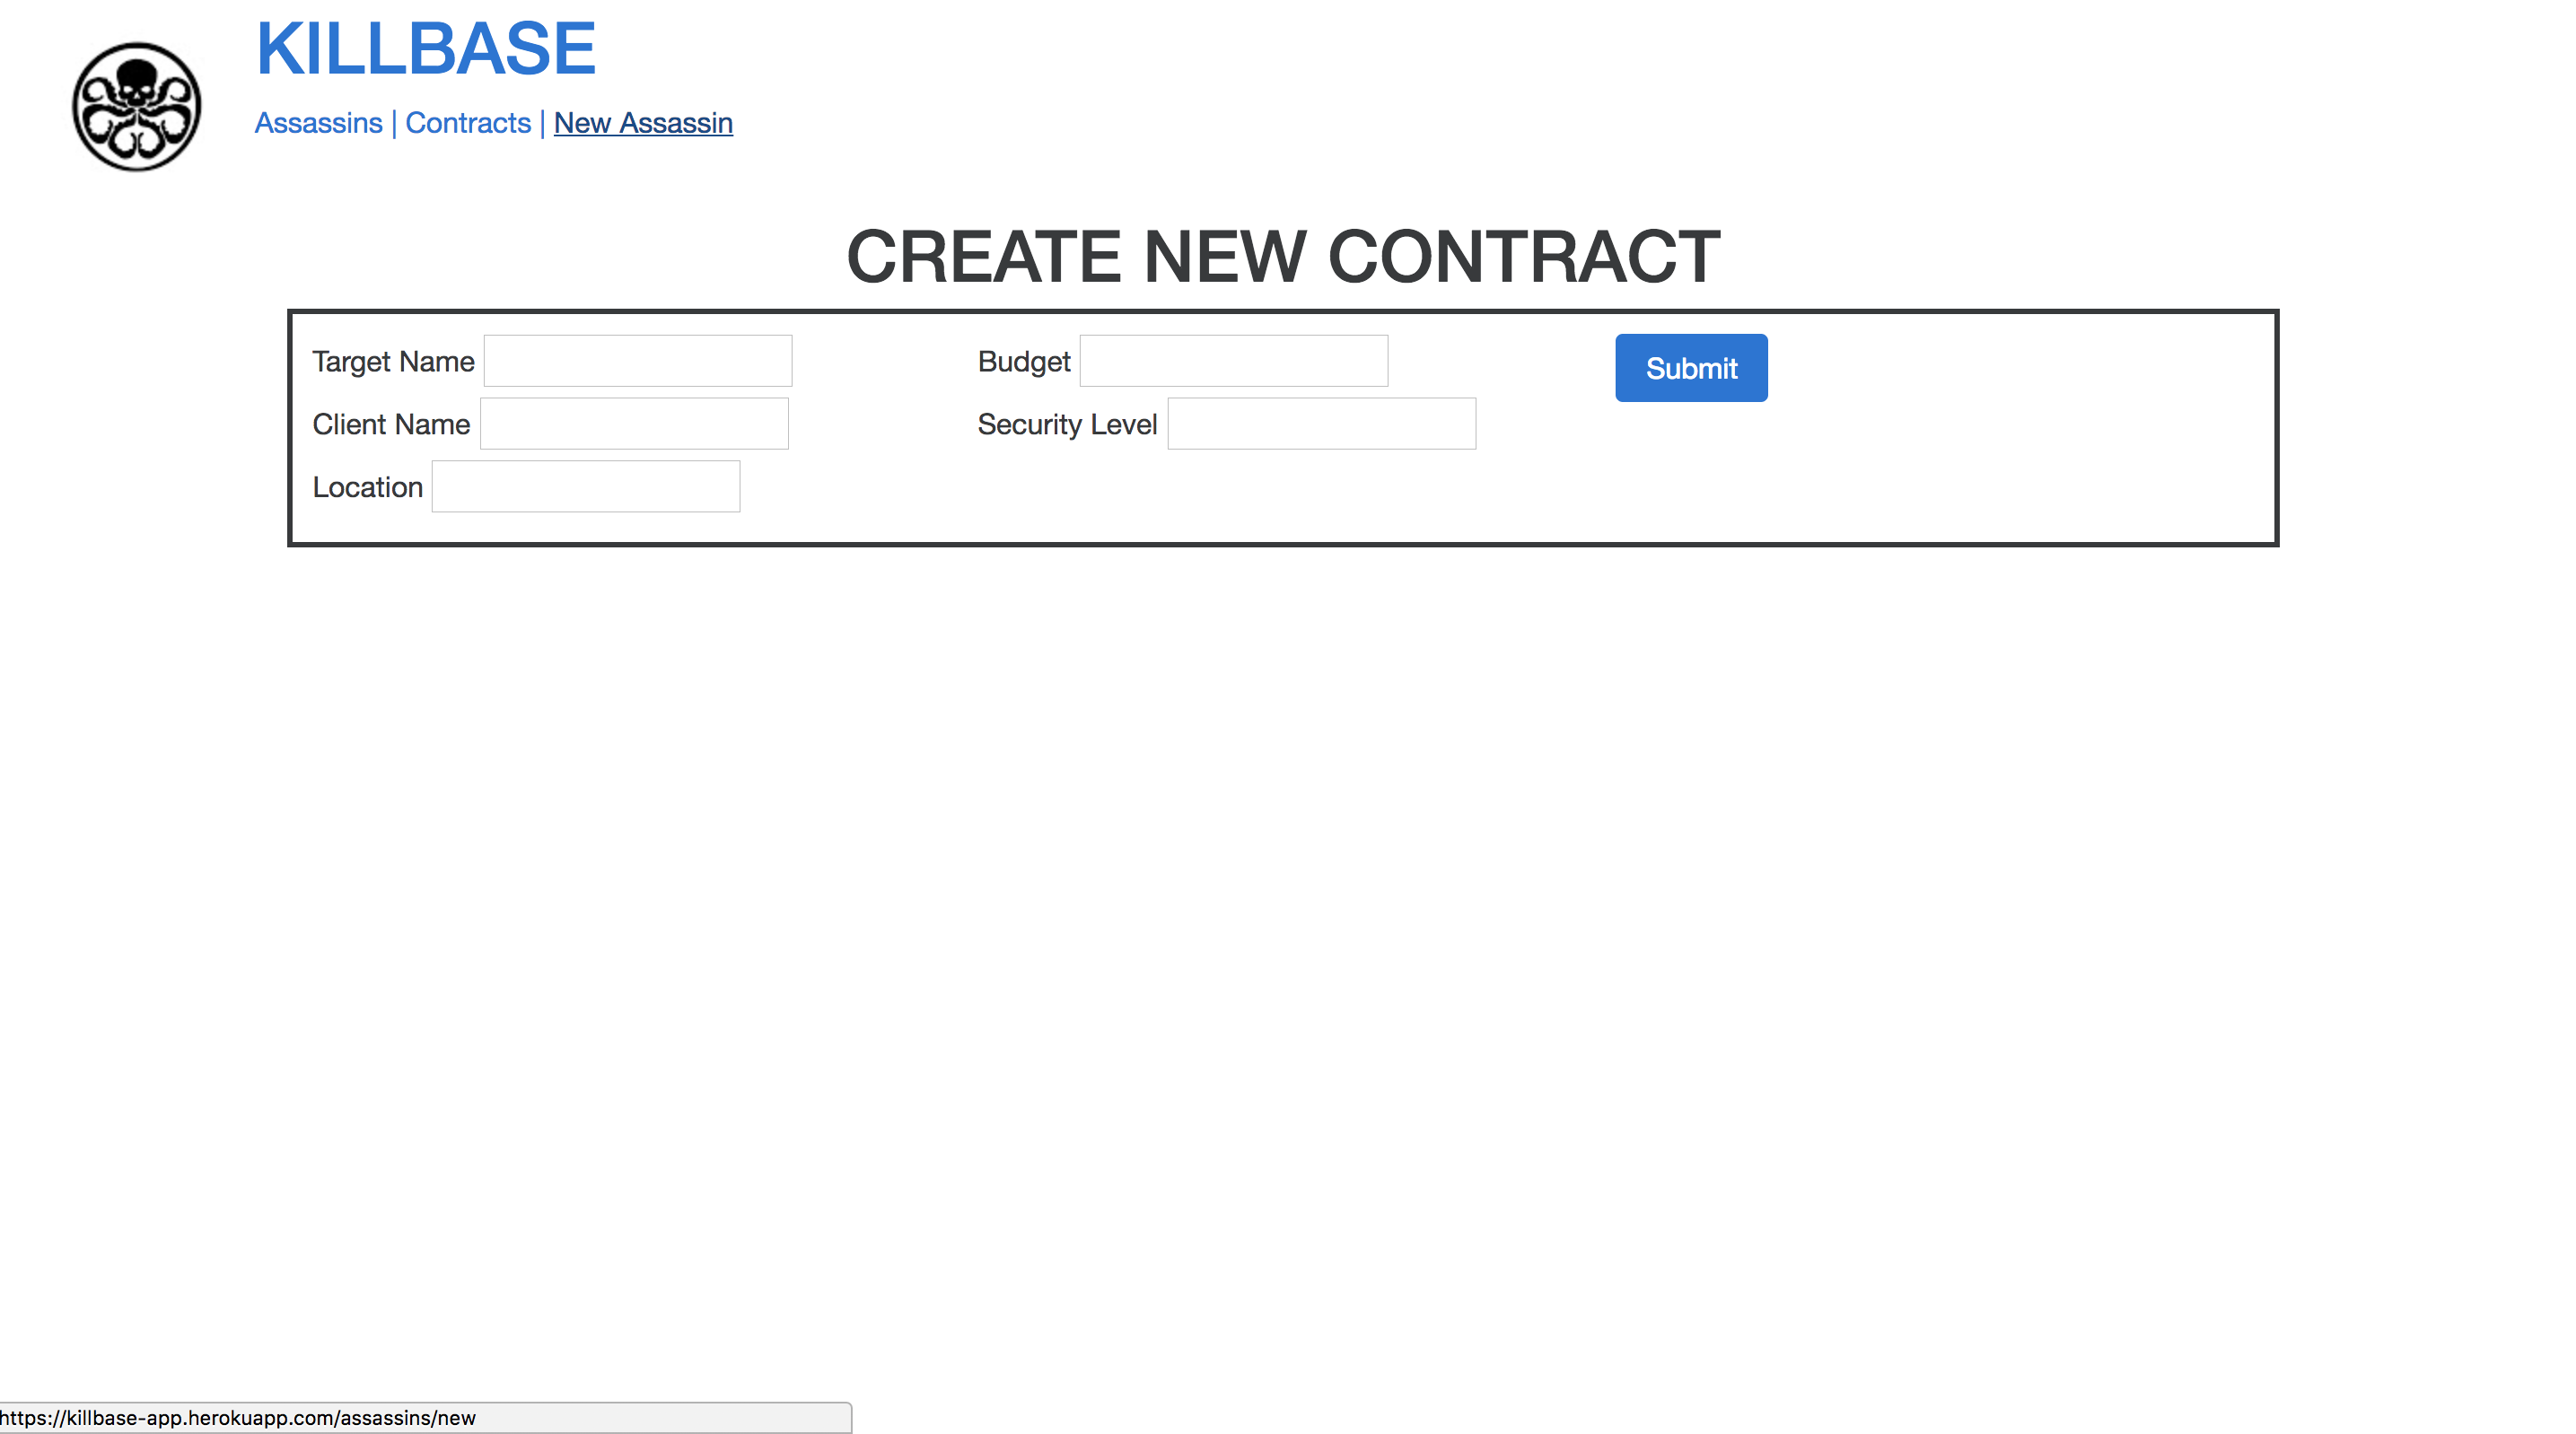 KILLBASE
Assassins | Contracts | New Assassin
CREATE NEW CONTRACT
Target Name
Client Name
Location
Budget
Security Level
Submit
https://killbase-app.herokuapp.com/assassins/new